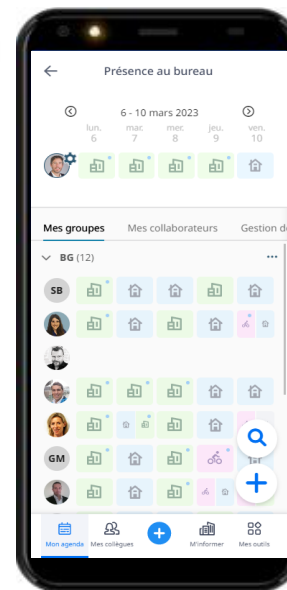 Présence au bureau
6 - 10 mars 2023
lun. mar. mer. jeu. ven.
6 7 8 9 10
Mes groupes Mes collaborateurs Gestion d
BG (12)
SB
GM
Mon agenda Mes collègues M'informer Mes outils